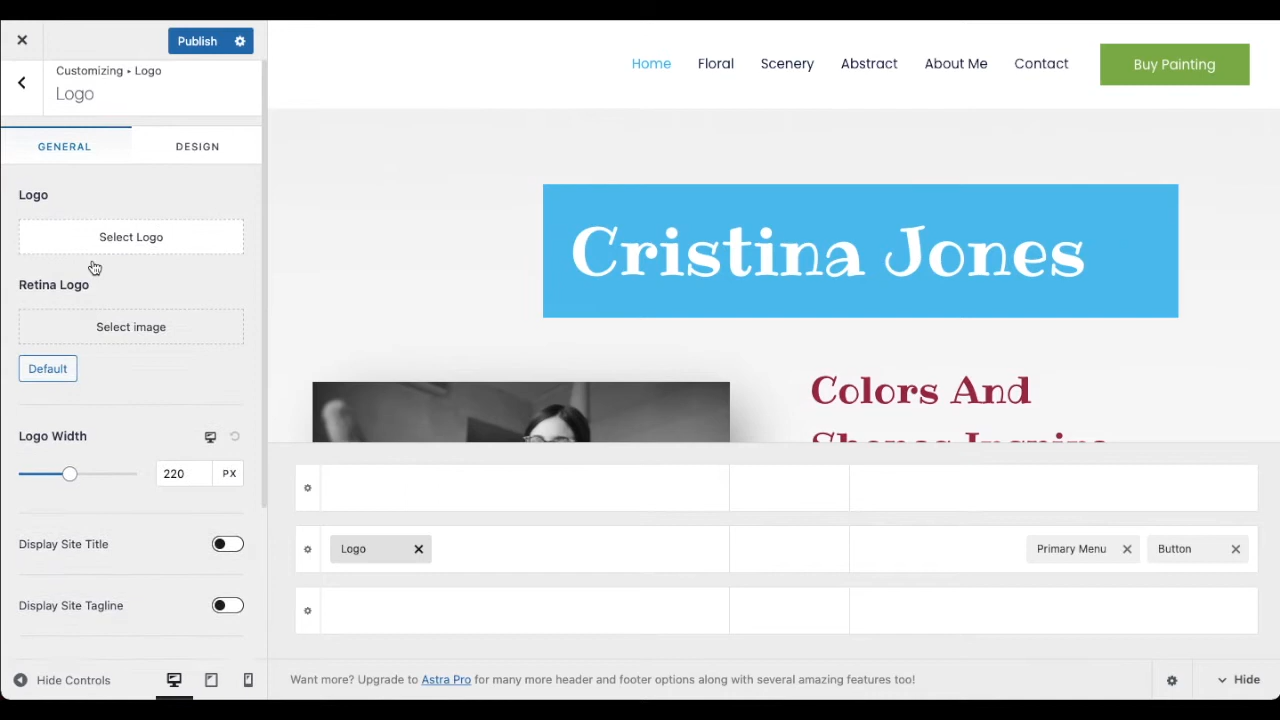 Publish
Customizing ▸ Logo
Logo
GENERAL
DESIGN
Logo
Select Logo
Retina Logo
Select image
Default
Logo Width
220
PX
Display Site Title
Display Site Tagline
Hide Controls
Home
Floral
Scenery
Abstract
About Me
Contact
Buy Painting
Cristina Jones
Colors And
Shapes Inspire
Logo
Primary Menu
Button
Want more? Upgrade to Astra Pro for many more header and footer options along with several amazing features too!
Hide